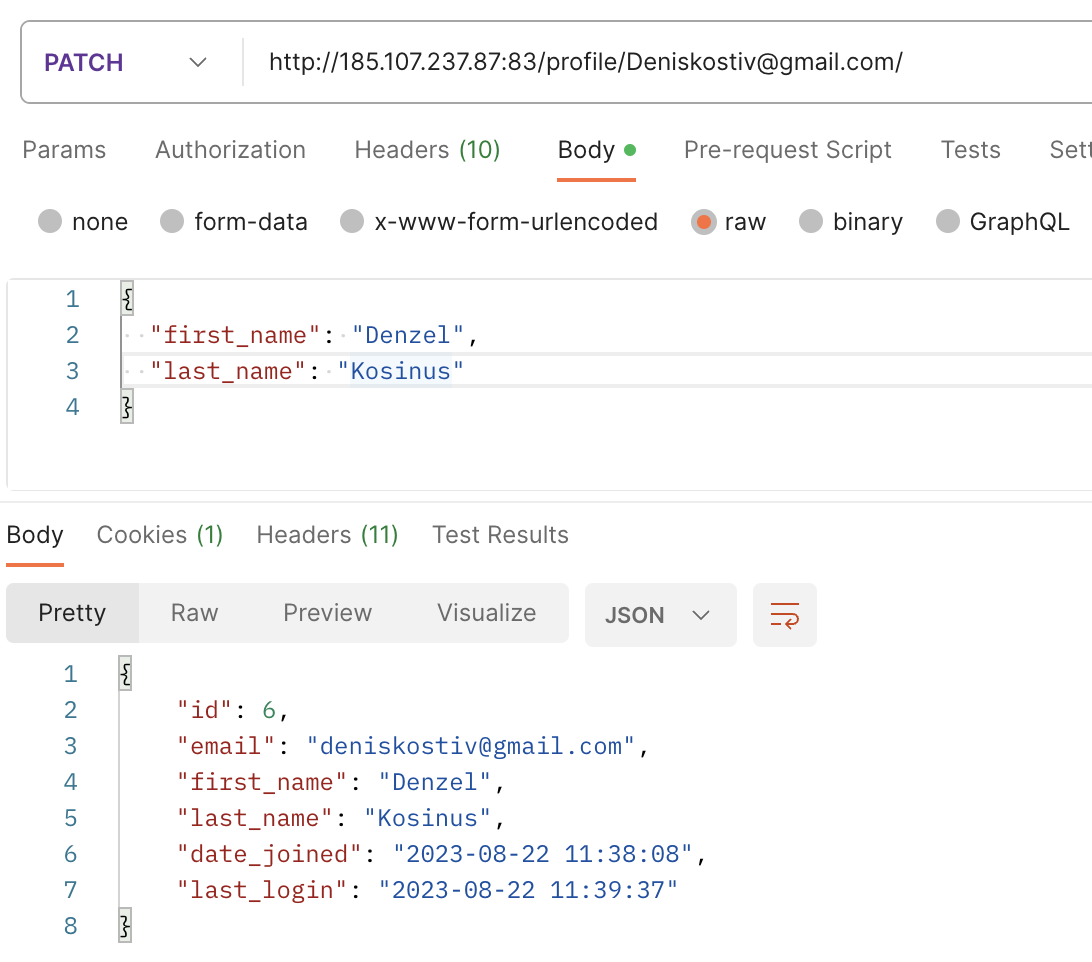 PATCH http://185.107.237.87:83/profile/Deniskostiv@gmail.com/
Params Authorization Headers (10) Body Pre-request Script Tests Sett
none form-data x-www-form-urlencoded raw binary GraphQL
1 {
2 "first_name": "Denzel",
3 "last_name": "Kosinus"
4 }
Body Cookies (1) Headers (11) Test Results
Pretty Raw Preview Visualize JSON
1 {
2 "id": 6,
3 "email": "deniskostiv@gmail.com",
4 "first_name": "Denzel",
5 "last_name": "Kosinus",
6 "date_joined": "2023-08-22 11:38:08",
7 "last_login": "2023-08-22 11:39:37"
8 }